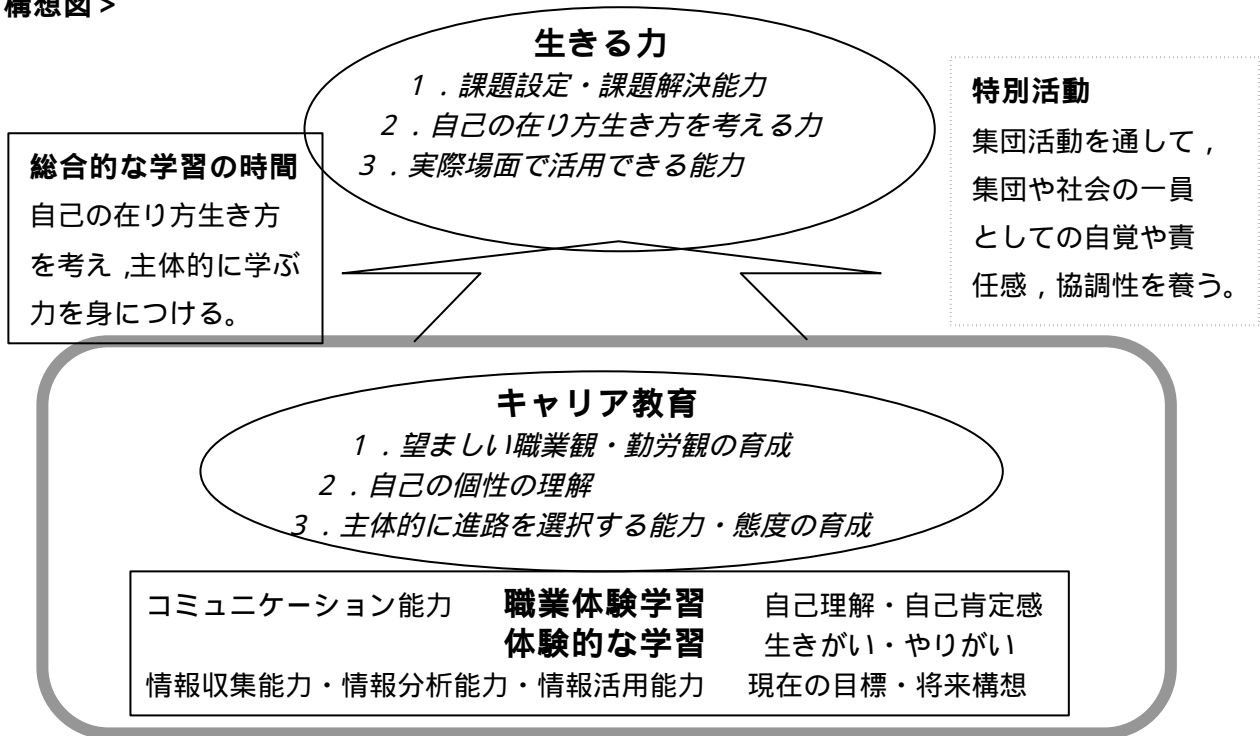 構想図>
生きる力
1．課題設定・課題解決能力
2．自己の在り方生き方を考える力
3．実際場面で活用できる能力
総合的な学習の時間
自己の在り方生き方
を考え,主体的に学ぶ
力を身につける。
特別活動
集団活動を通して，
集団や社会の一員
としての自覚や責
任感，協調性を養う。
キャリア教育
1．望ましい職業観・勤労観の育成
2．自己の個性の理解
3．主体的に進路を選択する能力・態度の育成
コミュニケーション能力 職業体験学習 自己理解・自己肯定感
体験的な学習 生きがい・やりがい
情報収集能力・情報分析能力・情報活用能力 現在の目標・将来構想